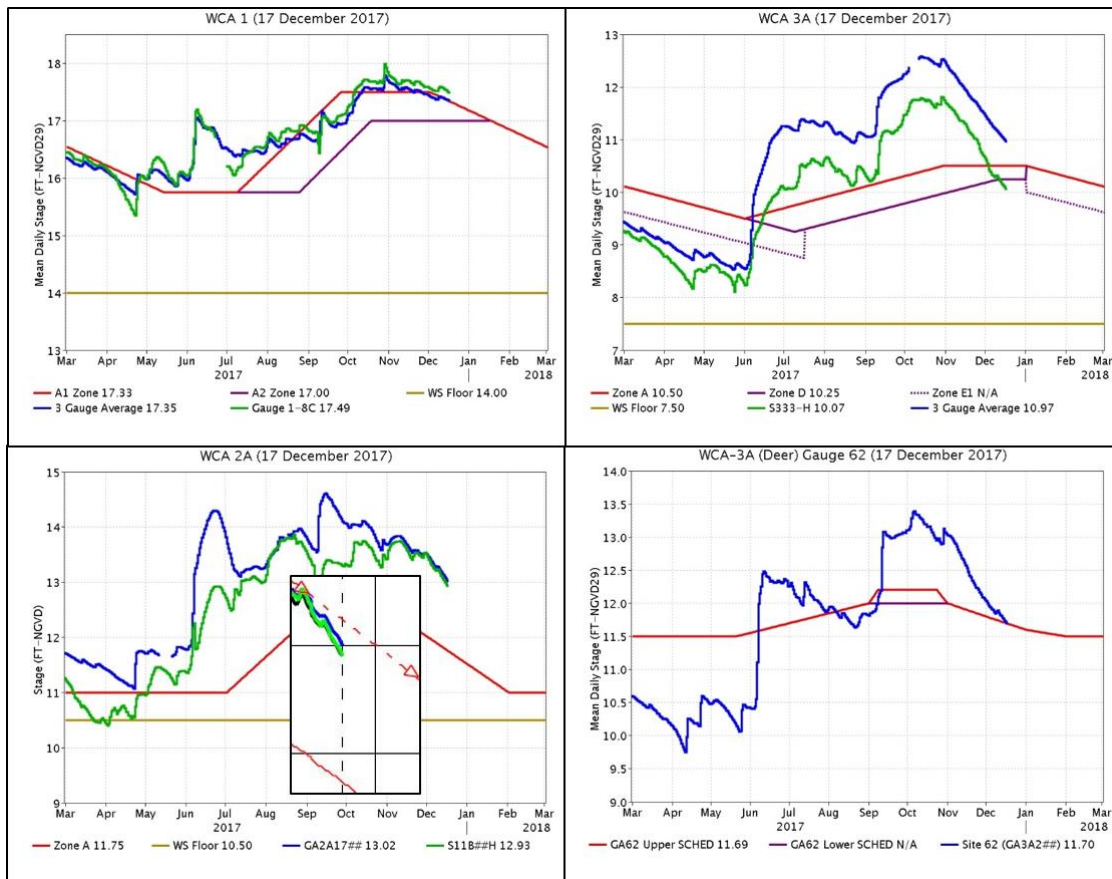 WCA 1 (17 December 2017)
Mean Daily Stage (FT-NGVD29)
18
17
16
15
14
13
Mar Apr May Jun Jul Aug Sep Oct Nov Dec Jan Feb Mar
2017 2018
A1 Zone 17.33 A2 Zone 17.00 WS Floor 14.00
3 Gauge Average 17.35 Gauge 1-8C 17.49
WCA 3A (17 December 2017)
Mean Daily Stage (FT-NGVD29)
13
12
11
10
9
8
7
Mar Apr May Jun Jul Aug Sep Oct Nov Dec Jan Feb Mar
2017 2018
Zone A 10.50 Zone D 10.25 Zone E1 N/A
WS Floor 7.50 S333-H 10.07 3 Gauge Average 10.97
WCA 2A (17 December 2017)
Stage (FT-NGVD)
15
14
13
12
11
10
9
Mar Apr May Jun Jul Aug Sep Oct Nov Dec Jan Feb Mar
2017 2018
Zone A 11.75 WS Floor 10.50 GA2A17## 13.02 S11B##H 12.93
WCA-3A (Deer) Gauge 62 (17 December 2017)
Mean Daily Stage (FT-NGVD29)
14.0
13.5
13.0
12.5
12.0
11.5
11.0
10.5
10.0
9.5
9.0
Mar Apr May Jun Jul Aug Sep Oct Nov Dec Jan Feb Mar
2017 2018
GA62 Upper SCHED 11.69 GA62 Lower SCHED N/A Site 62 (GA3A2##) 11.70